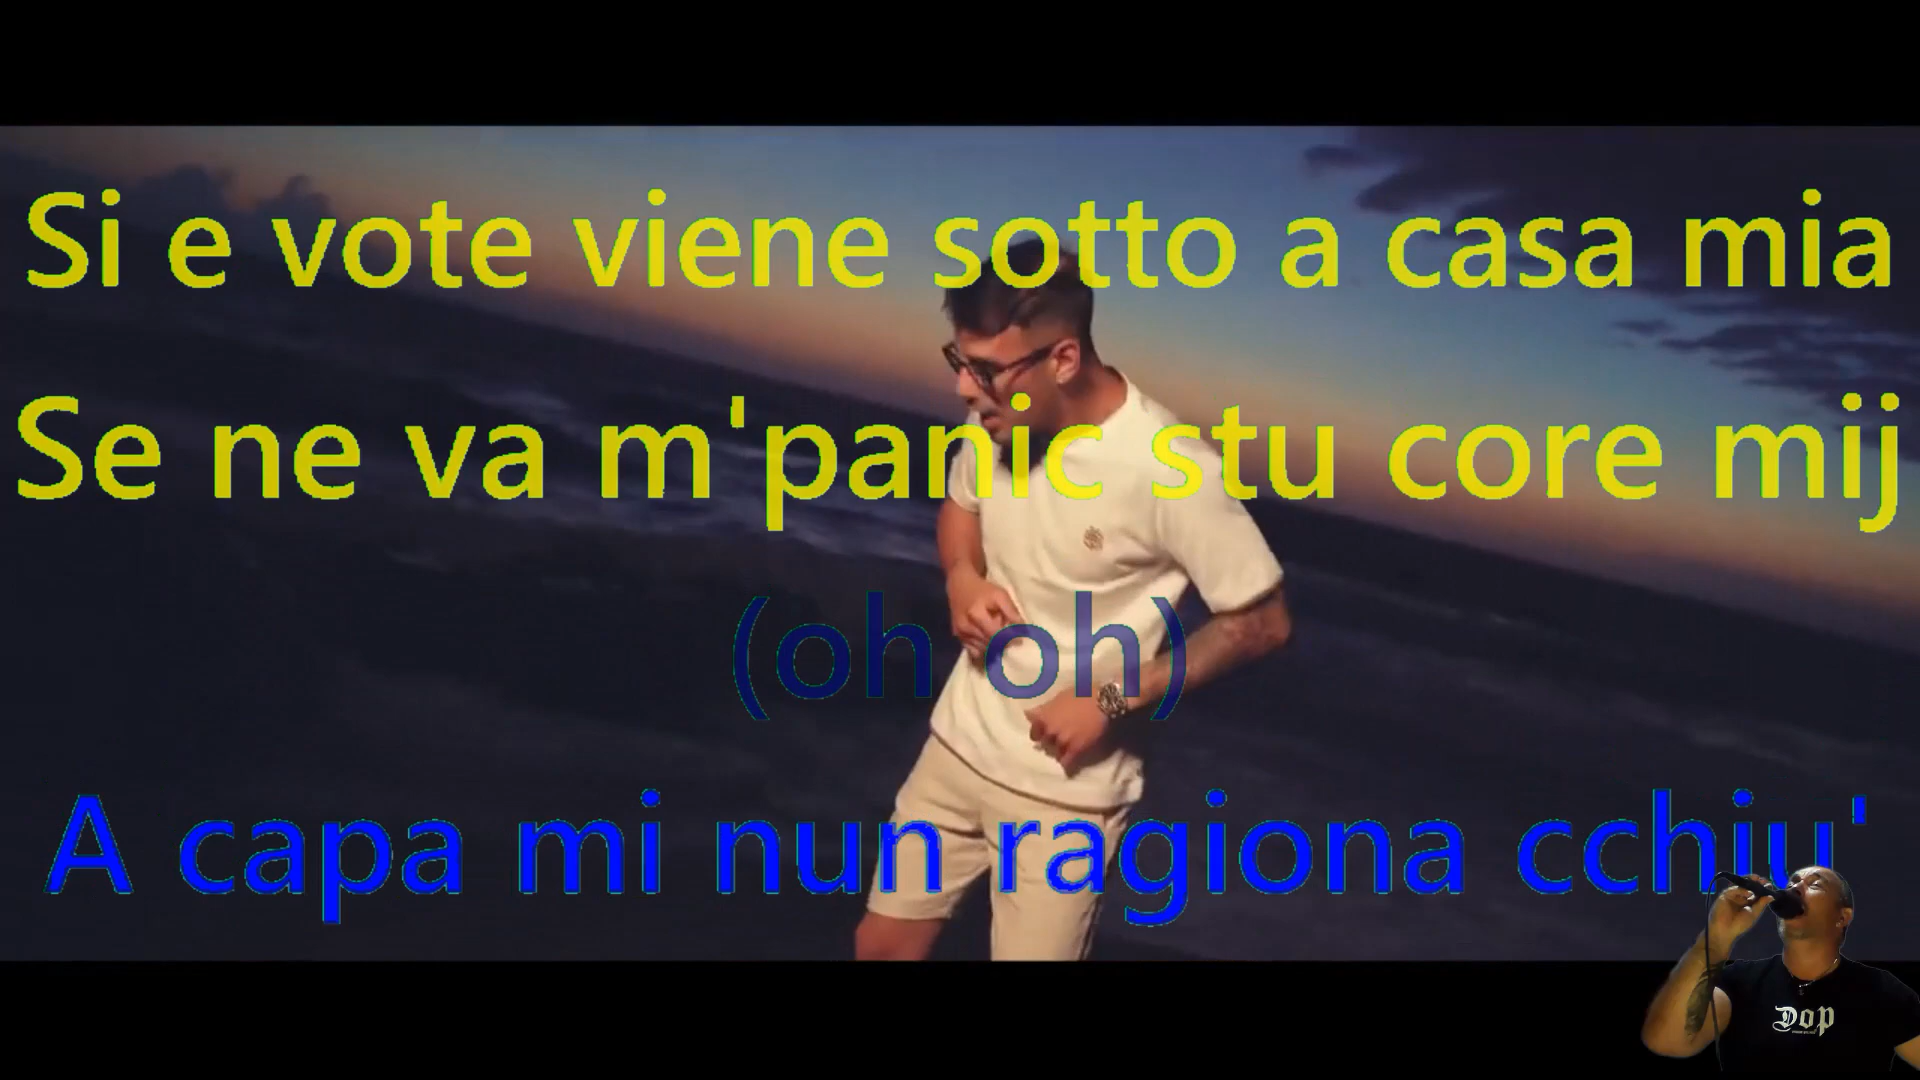 Si e vote viene sotto a casa mia
Se ne va m'panic stu core mij
(oh oh)
A capa mi nun ragiona cchiu'
Dop